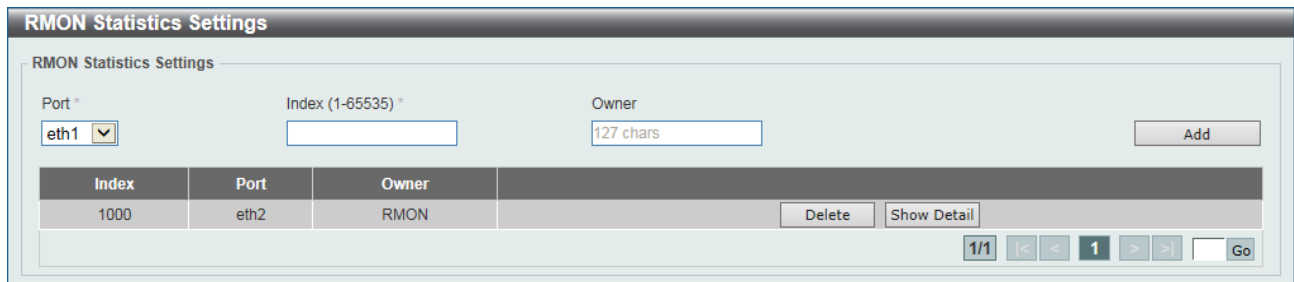 RMON Statistics Settings
RMON Statistics Settings
Port * Index (1-65535) * Owner
eth1 127 chars Add
Index Port Owner
1000 eth2 RMON Delete Show Detail
1/1 |< < 1 > >| Go